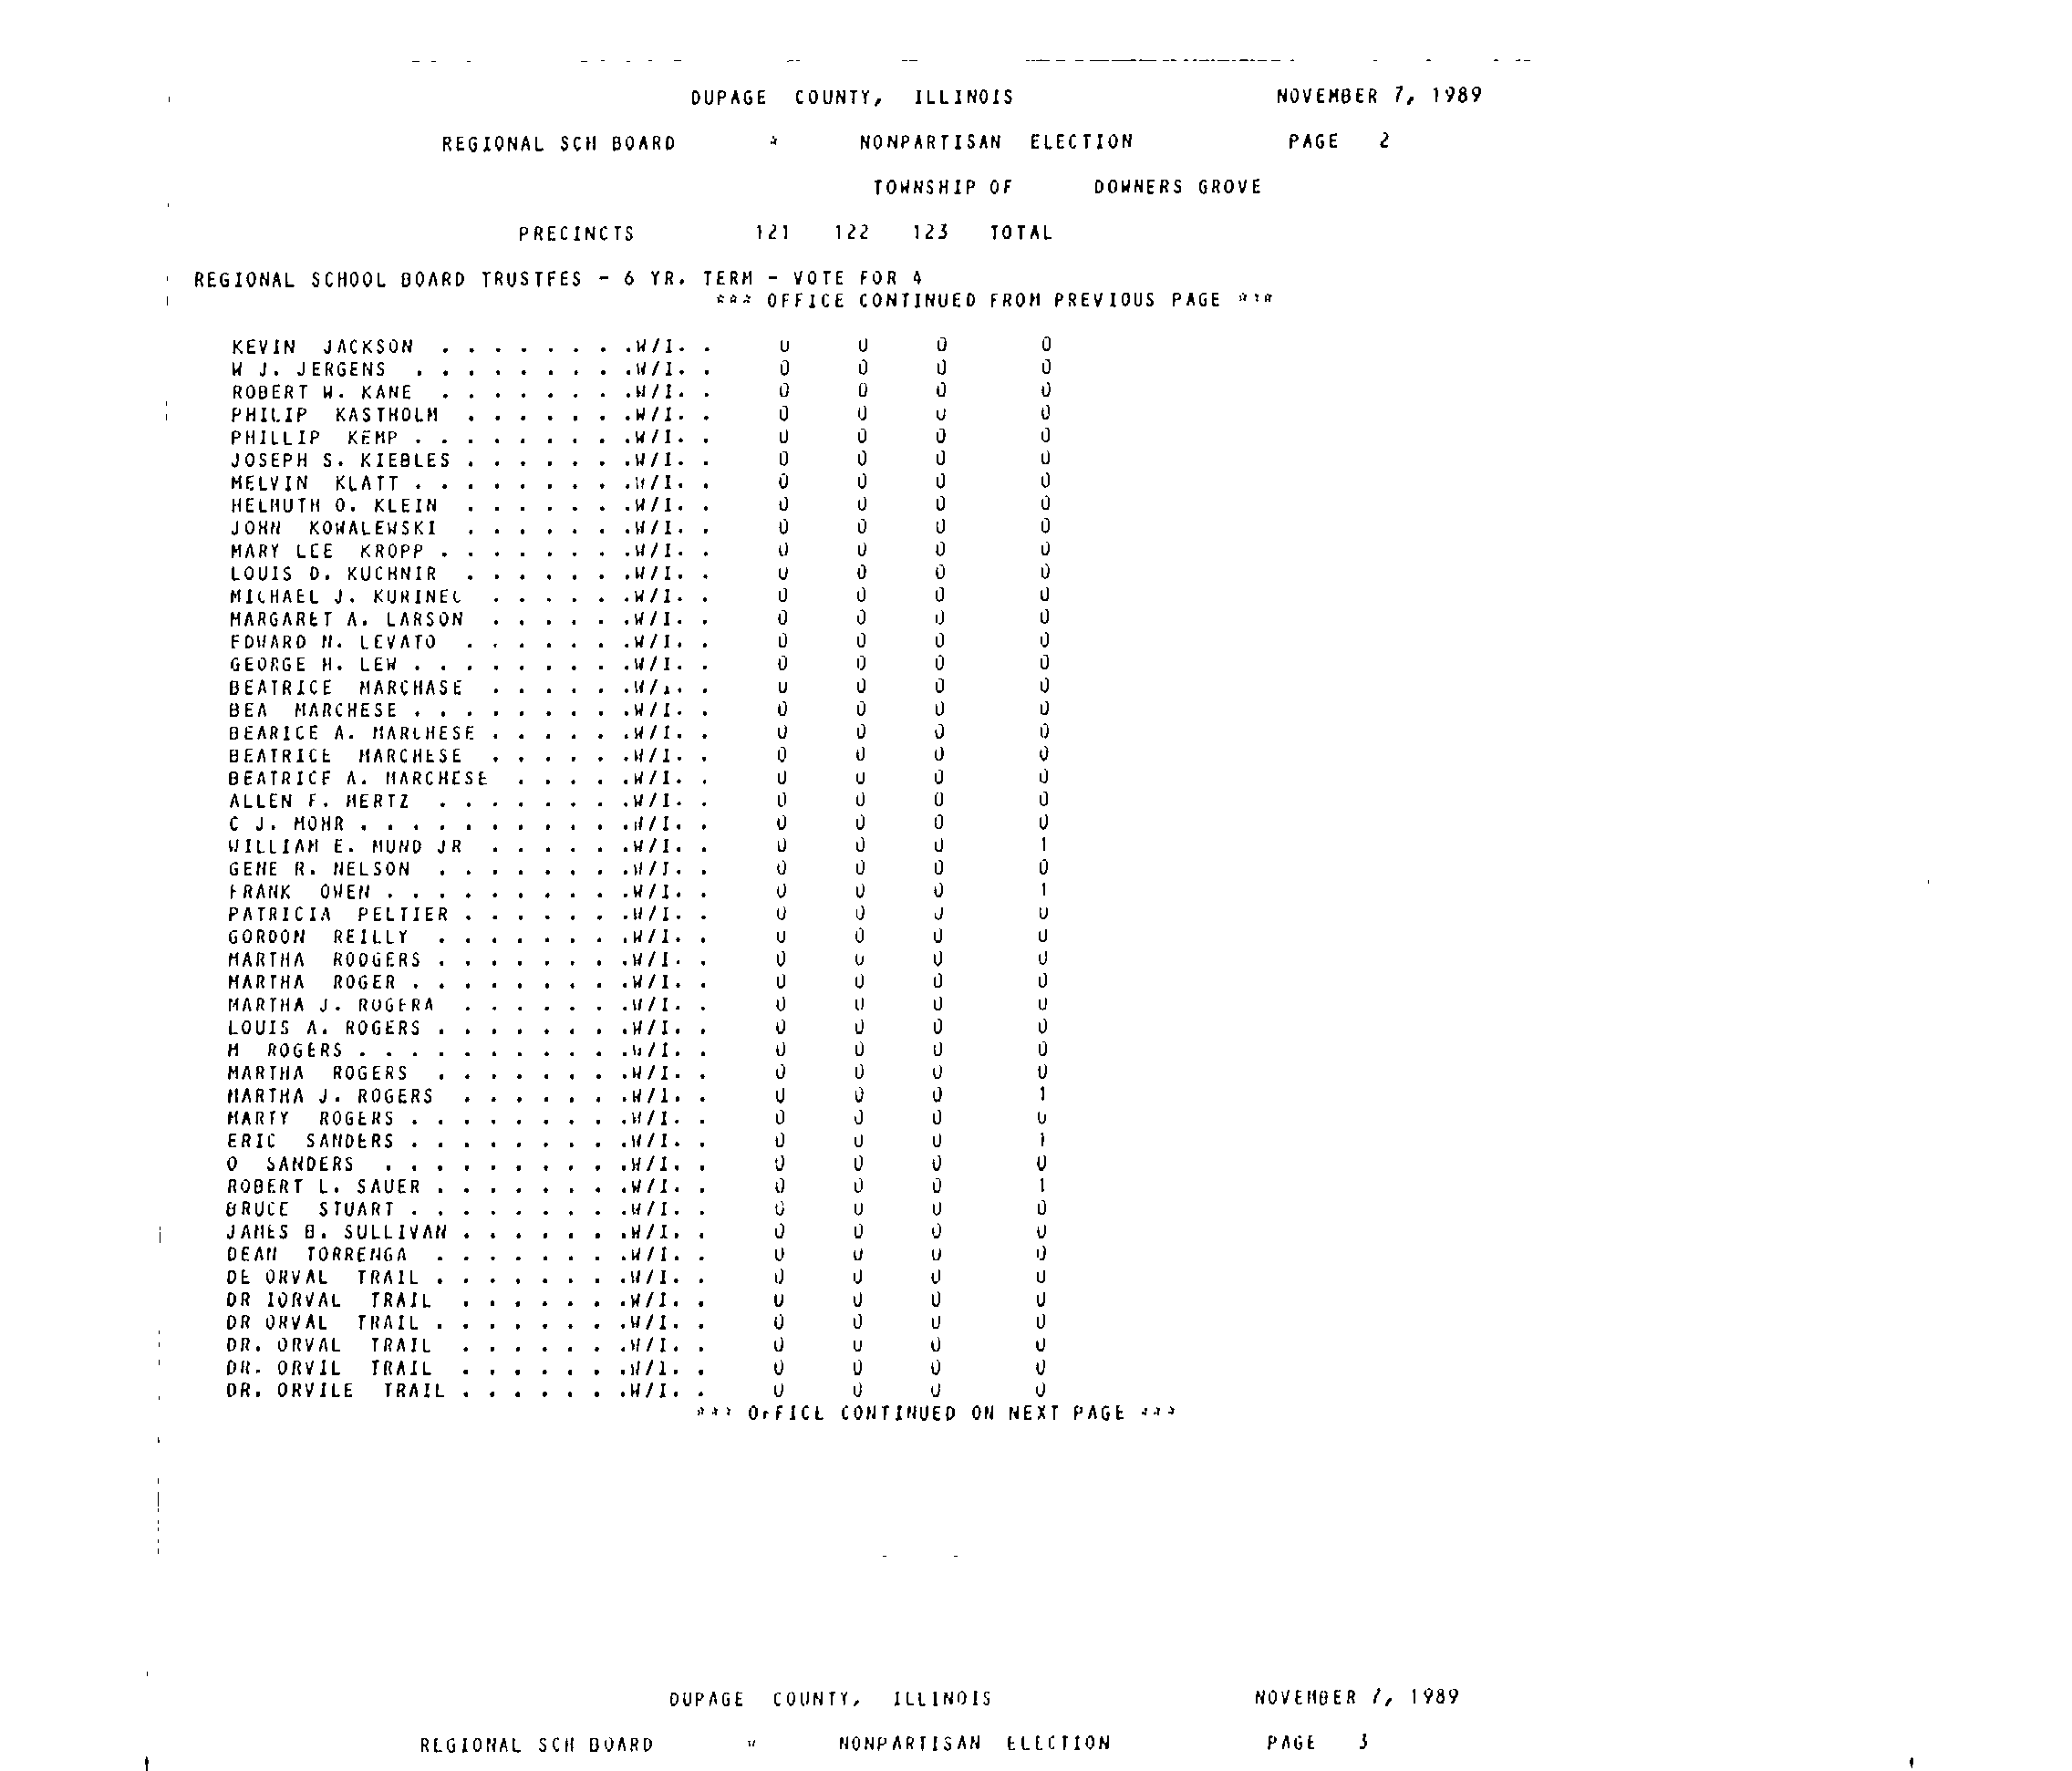 DUPAGE COUNTY, ILLINOIS NOVEMBER 7, 1989
REGIONAL SCH BOARD * NONPARTISAN ELECTION PAGE 2
TOWNSHIP OF DOWNERS GROVE
PRECINCTS 121 122 123 TOTAL
REGIONAL SCHOOL BOARD TRUSTEES - 6 YR. TERM - VOTE FOR 4
*** OFFICE CONTINUED FROM PREVIOUS PAGE ***
KEVIN JACKSON . . . . . . . .W/I. . 0 0 0 0
W J. JERGENS . . . . . . . . .W/I. . 0 0 0 0
ROBERT W. KANE . . . . . . . .W/I. . 0 0 0 0
PHILIP KASTHOLM . . . . . . .W/I. . 0 0 0 0
PHILLIP KEMP . . . . . . . . .W/I. . 0 0 0 0
JOSEPH S. KIEBLES . . . . . . .W/I. . 0 0 0 0
MELVIN KLATT . . . . . . . . .W/I. . 0 0 0 0
HELMUTH O. KLEIN . . . . . . .W/I. . 0 0 0 0
JOHN KOWALEWSKI . . . . . . .W/I. . 0 0 0 0
MARY LEE KROPP . . . . . . . .W/I. . 0 0 0 0
LOUIS D. KUCHNIR . . . . . . .W/I. . 0 0 0 0
MICHAEL J. KURINEC . . . . . .W/I. . 0 0 0 0
MARGARET A. LARSON . . . . . .W/I. . 0 0 0 0
EDWARD N. LEVATO . . . . . . .W/I. . 0 0 0 0
GEORGE H. LEW . . . . . . . . .W/I. . 0 0 0 0
BEATRICE MARCHASE . . . . . .W/I. . 0 0 0 0
BEA MARCHESE . . . . . . . . .W/I. . 0 0 0 0
BEARICE A. MARCHESE . . . . . .W/I. . 0 0 0 0
BEATRICE MARCHESE . . . . . .W/I. . 0 0 0 0
BEATRICE A. MARCHESE . . . . .W/I. . 0 0 0 0
ALLEN F. MERTZ . . . . . . . .W/I. . 0 0 0 0
C J. MOHR . . . . . . . . . . .W/I. . 0 0 0 0
WILLIAM E. MUND JR . . . . . .W/I. . 0 0 0 1
GENE R. NELSON . . . . . . . .W/I. . 0 0 0 0
FRANK OWEN . . . . . . . . . .W/I. . 0 0 0 1
PATRICIA PELTIER . . . . . . .W/I. . 0 0 0 0
GORDON REILLY . . . . . . . .W/I. . 0 0 0 0
MARTHA RODGERS . . . . . . . .W/I. . 0 0 0 0
MARTHA ROGER . . . . . . . . .W/I. . 0 0 0 0
MARTHA J. ROGERA . . . . . . .W/I. . 0 0 0 0
LOUIS A. ROGERS . . . . . . . .W/I. . 0 0 0 0
M ROGERS . . . . . . . . . . .W/I. . 0 0 0 0
MARTHA ROGERS . . . . . . . .W/I. . 0 0 0 0
MARTHA J. ROGERS . . . . . . .W/I. . 0 0 0 1
MARTY ROGERS . . . . . . . . .W/I. . 0 0 0 0
ERIC SANDERS . . . . . . . . .W/I. . 0 0 0 1
O SANDERS . . . . . . . . . .W/I. . 0 0 0 0
ROBERT L. SAUER . . . . . . . .W/I. . 0 0 0 1
BRUCE STUART . . . . . . . . .W/I. . 0 0 0 0
JAMES B. SULLIVAN . . . . . . .W/I. . 0 0 0 0
DEAN TORRENGA . . . . . . . .W/I. . 0 0 0 0
DE ORVAL TRAIL . . . . . . . .W/I. . 0 0 0 0
DR IORVAL TRAIL . . . . . . .W/I. . 0 0 0 0
DR ORVAL TRAIL . . . . . . . .W/I. . 0 0 0 0
DR. ORVAL TRAIL . . . . . . .W/I. . 0 0 0 0
DR. ORVIL TRAIL . . . . . . .W/I. . 0 0 0 0
DR. ORVILE TRAIL . . . . . . .W/I. . 0 0 0 0
*** OFFICE CONTINUED ON NEXT PAGE ***
DUPAGE COUNTY, ILLINOIS NOVEMBER 7, 1989
REGIONAL SCH BOARD * NONPARTISAN ELECTION PAGE 3